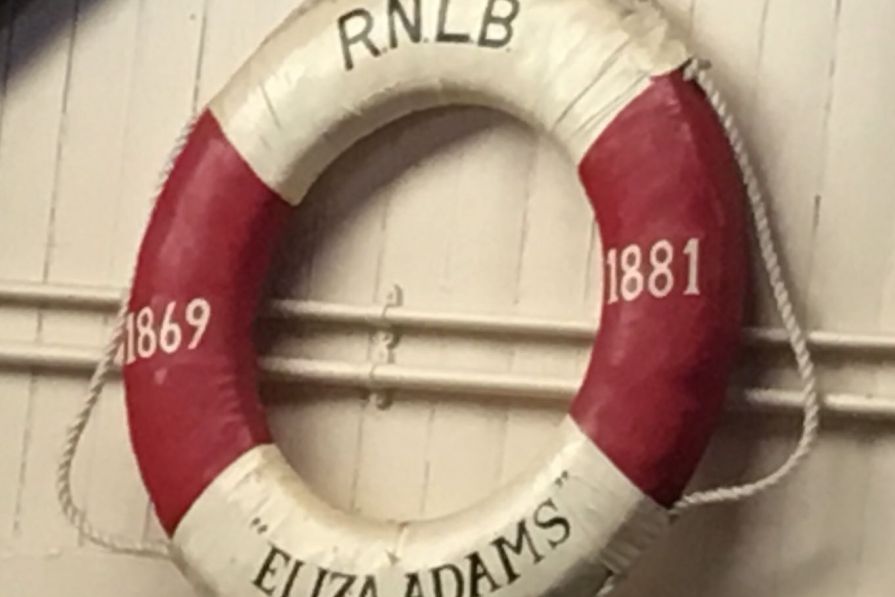 R.N.L.B
1869
1881
"ELIZA ADAMS"